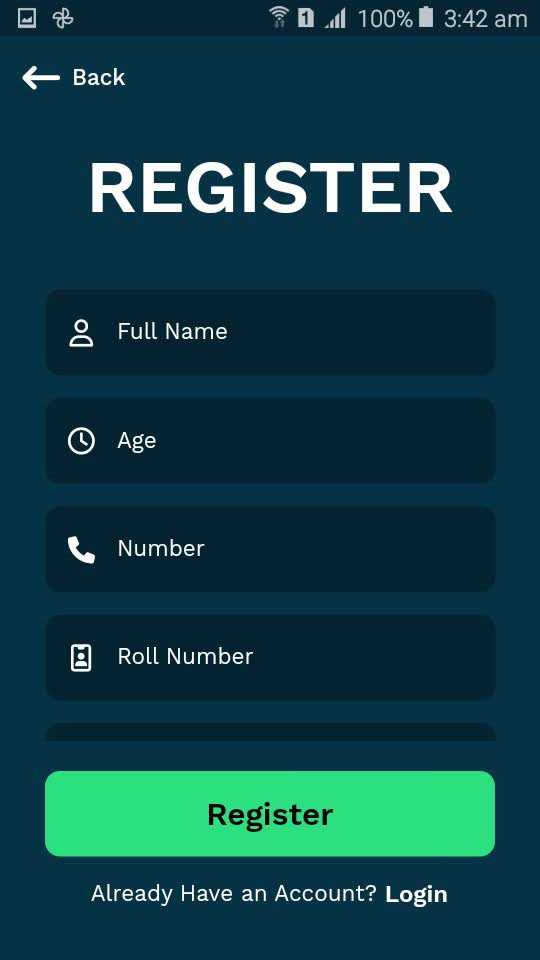 1 100% 3:42 am
Back
REGISTER
Full Name
Age
Number
Roll Number
Register
Already Have an Account? Login